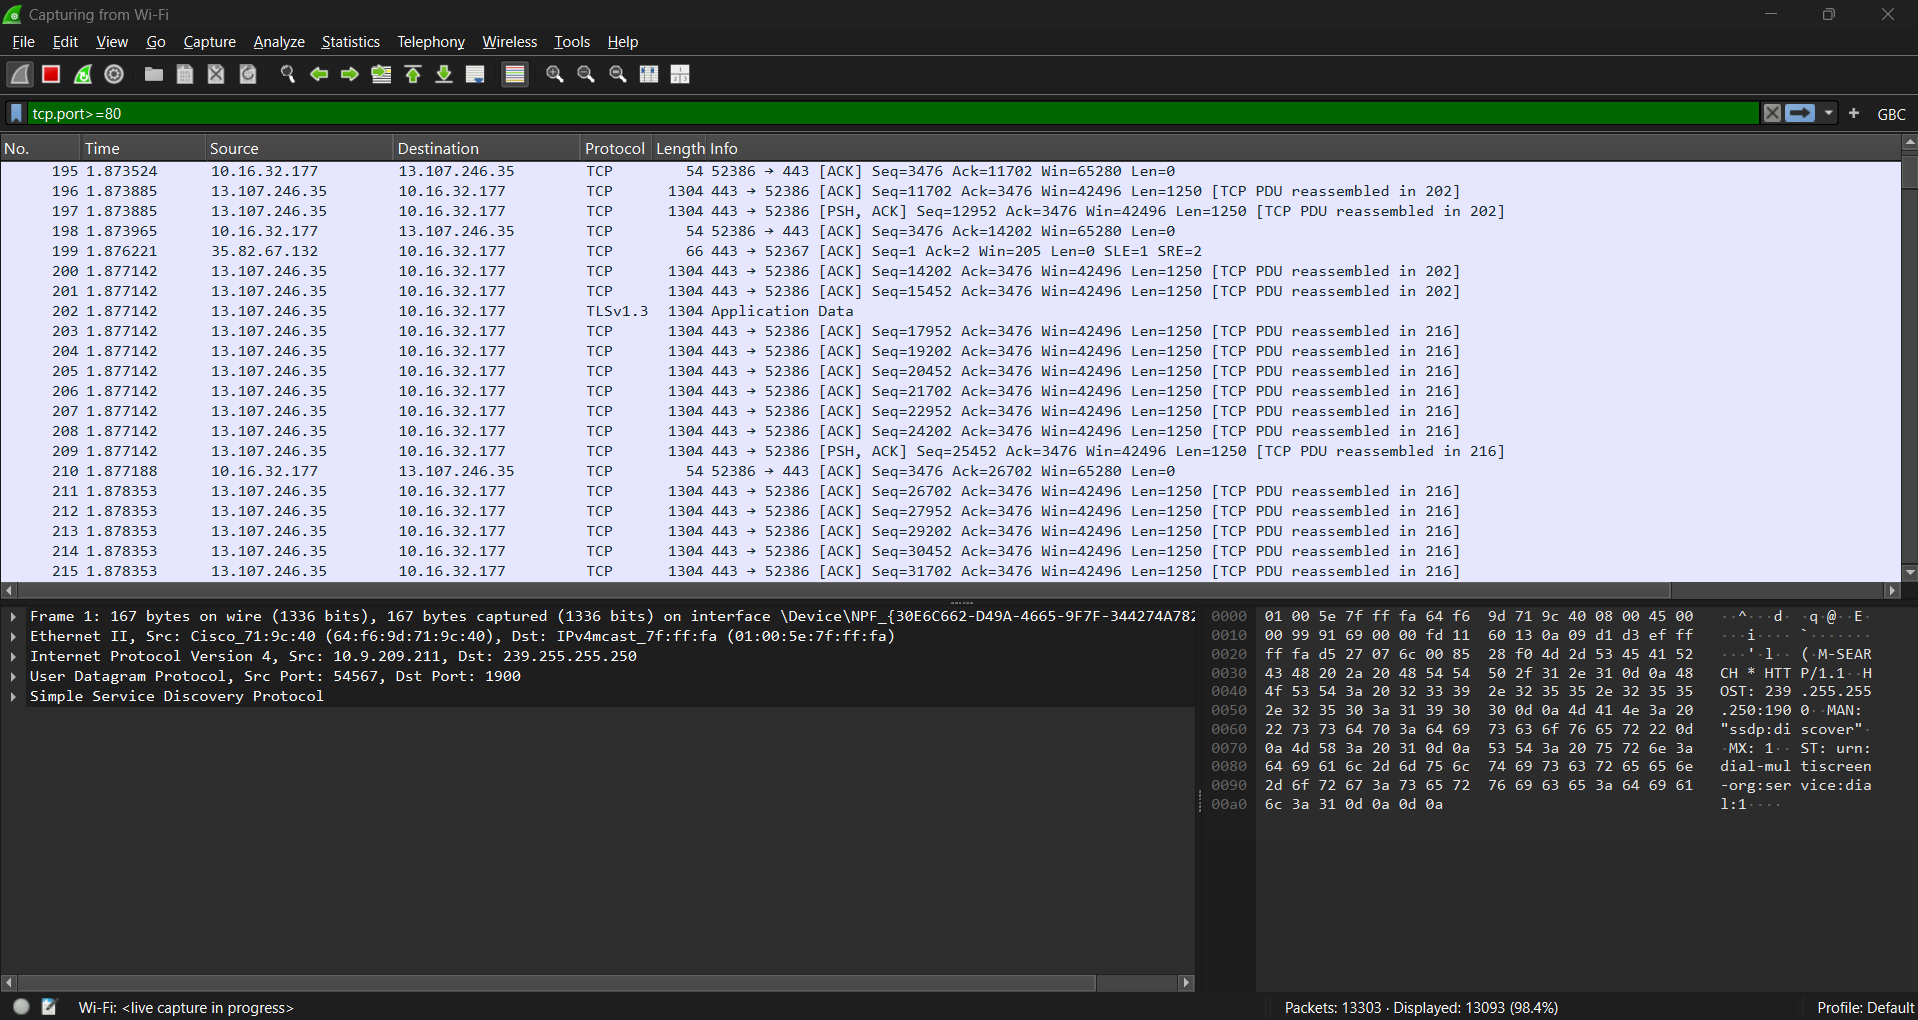 Capturing from Wi-Fi
File Edit View Go Capture Analyze Statistics Telephony Wireless Tools Help
tcp.port>=80
GBC
No. Time Source Destination Protocol Length Info
195 1.873524 10.16.32.177 13.107.246.35 TCP 54 52386 → 443 [ACK] Seq=3476 Ack=11702 Win=65280 Len=0
196 1.873885 13.107.246.35 10.16.32.177 TCP 1304 443 → 52386 [ACK] Seq=11702 Ack=3476 Win=42496 Len=1250 [TCP PDU reassembled in 202]
197 1.873885 13.107.246.35 10.16.32.177 TCP 1304 443 → 52386 [PSH, ACK] Seq=12952 Ack=3476 Win=42496 Len=1250 [TCP PDU reassembled in 202]
198 1.873965 10.16.32.177 13.107.246.35 TCP 54 52386 → 443 [ACK] Seq=3476 Ack=14202 Win=65280 Len=0
199 1.876221 35.82.67.132 10.16.32.177 TCP 66 443 → 52367 [ACK] Seq=1 Ack=2 Win=205 Len=0 SLE=1 SRE=2
200 1.877142 13.107.246.35 10.16.32.177 TCP 1304 443 → 52386 [ACK] Seq=14202 Ack=3476 Win=42496 Len=1250 [TCP PDU reassembled in 202]
201 1.877142 13.107.246.35 10.16.32.177 TCP 1304 443 → 52386 [ACK] Seq=15452 Ack=3476 Win=42496 Len=1250 [TCP PDU reassembled in 202]
202 1.877142 13.107.246.35 10.16.32.177 TLSv1.3 1304 Application Data
203 1.877142 13.107.246.35 10.16.32.177 TCP 1304 443 → 52386 [ACK] Seq=17952 Ack=3476 Win=42496 Len=1250 [TCP PDU reassembled in 216]
204 1.877142 13.107.246.35 10.16.32.177 TCP 1304 443 → 52386 [ACK] Seq=19202 Ack=3476 Win=42496 Len=1250 [TCP PDU reassembled in 216]
205 1.877142 13.107.246.35 10.16.32.177 TCP 1304 443 → 52386 [ACK] Seq=20452 Ack=3476 Win=42496 Len=1250 [TCP PDU reassembled in 216]
206 1.877142 13.107.246.35 10.16.32.177 TCP 1304 443 → 52386 [ACK] Seq=21702 Ack=3476 Win=42496 Len=1250 [TCP PDU reassembled in 216]
207 1.877142 13.107.246.35 10.16.32.177 TCP 1304 443 → 52386 [ACK] Seq=22952 Ack=3476 Win=42496 Len=1250 [TCP PDU reassembled in 216]
208 1.877142 13.107.246.35 10.16.32.177 TCP 1304 443 → 52386 [ACK] Seq=24202 Ack=3476 Win=42496 Len=1250 [TCP PDU reassembled in 216]
209 1.877142 13.107.246.35 10.16.32.177 TCP 1304 443 → 52386 [PSH, ACK] Seq=25452 Ack=3476 Win=42496 Len=1250 [TCP PDU reassembled in 216]
210 1.877188 10.16.32.177 13.107.246.35 TCP 54 52386 → 443 [ACK] Seq=3476 Ack=26702 Win=65280 Len=0
211 1.878353 13.107.246.35 10.16.32.177 TCP 1304 443 → 52386 [ACK] Seq=26702 Ack=3476 Win=42496 Len=1250 [TCP PDU reassembled in 216]
212 1.878353 13.107.246.35 10.16.32.177 TCP 1304 443 → 52386 [ACK] Seq=27952 Ack=3476 Win=42496 Len=1250 [TCP PDU reassembled in 216]
213 1.878353 13.107.246.35 10.16.32.177 TCP 1304 443 → 52386 [ACK] Seq=29202 Ack=3476 Win=42496 Len=1250 [TCP PDU reassembled in 216]
214 1.878353 13.107.246.35 10.16.32.177 TCP 1304 443 → 52386 [ACK] Seq=30452 Ack=3476 Win=42496 Len=1250 [TCP PDU reassembled in 216]
215 1.878353 13.107.246.35 10.16.32.177 TCP 1304 443 → 52386 [ACK] Seq=31702 Ack=3476 Win=42496 Len=1250 [TCP PDU reassembled in 216]
Frame 1: 167 bytes on wire (1336 bits), 167 bytes captured (1336 bits) on interface \Device\NPF_{30E6C662-D49A-4665-9F7F-344274A782
Ethernet II, Src: Cisco_71:9c:40 (64:f6:9d:71:9c:40), Dst: IPv4mcast_7f:ff:fa (01:00:5e:7f:ff:fa)
Internet Protocol Version 4, Src: 10.9.209.211, Dst: 239.255.255.250
User Datagram Protocol, Src Port: 54567, Dst Port: 1900
Simple Service Discovery Protocol
0000 01 00 5e 7f ff fa 64 f6 9d 71 9c 40 08 00 45 00 ··^···d· ·q·@··E·
0010 00 99 91 69 00 00 fd 11 60 13 0a 09 d1 d3 ef ff ···i···· `·······
0020 ff fa d5 27 07 6c 00 85 28 f0 4d 2d 53 45 41 52 ···'·l·· (·M-SEAR
0030 43 48 20 2a 20 48 54 54 50 2f 31 2e 31 0d 0a 48 CH * HTT P/1.1··H
0040 4f 53 54 3a 20 32 33 39 2e 32 35 35 2e 32 35 35 OST: 239 .255.255
0050 2e 32 35 30 3a 31 39 30 30 0d 0a 4d 41 4e 3a 20 .250:190 0··MAN:
0060 22 73 73 64 70 3a 64 69 73 63 6f 76 65 72 22 0d "ssdp:di scover"·
0070 0a 4d 58 3a 20 31 0d 0a 53 54 3a 20 75 72 6e 3a ·MX: 1·· ST: urn:
0080 64 69 61 6c 2d 6d 75 6c 74 69 73 63 72 65 65 6e dial-mul tiscreen
0090 2d 6f 72 67 3a 73 65 72 76 69 63 65 3a 64 69 61 -org:ser vice:dia
00a0 6c 3a 31 0d 0a 0d 0a l:1····
Wi-Fi: <live capture in progress>
Packets: 13303 · Displayed: 13093 (98.4%)
Profile: Default